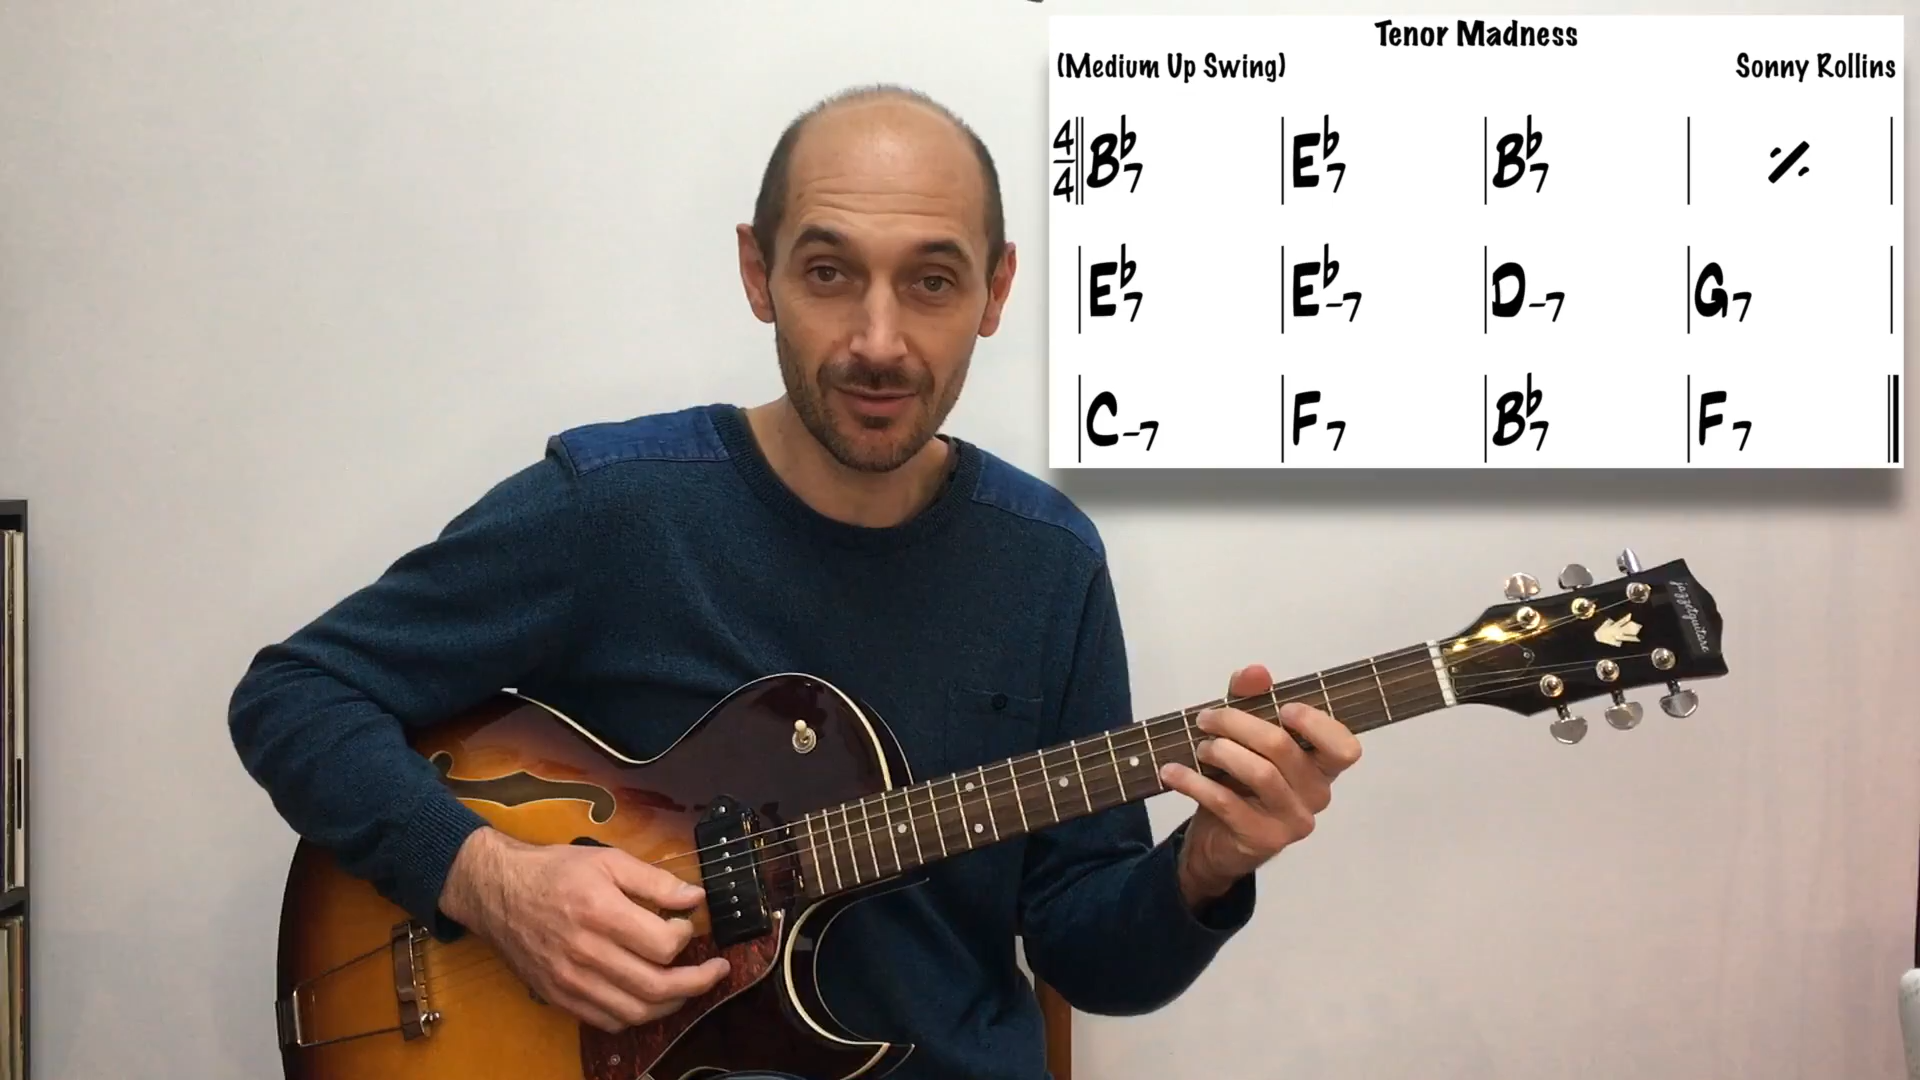 Tenor Madness
(Medium Up Swing) Sonny Rollins
4/4 B♭7 E♭7 B♭7 𝄎
E♭7 E♭-7 D-7 G7
C-7 F7 B♭7 F7
jazzetguitare